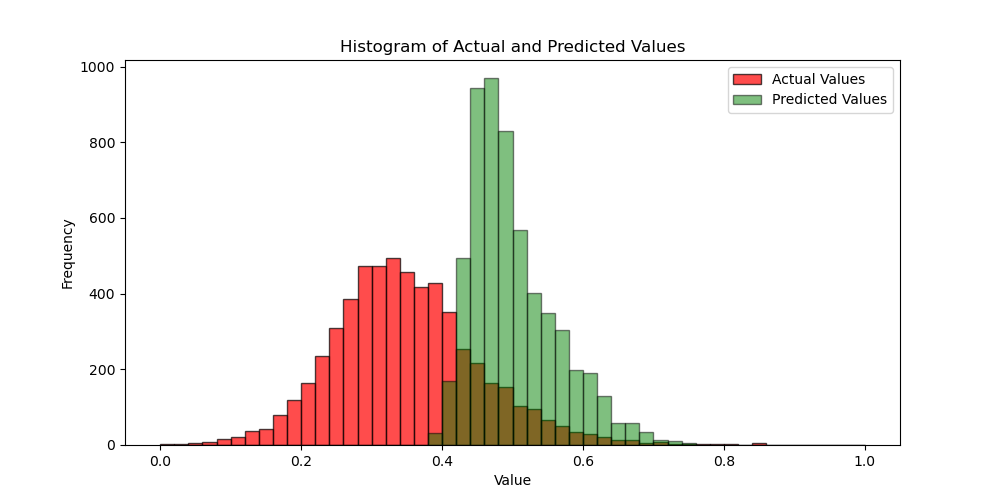 Histogram of Actual and Predicted Values
Actual Values
Predicted Values
Frequency
1000
800
600
400
200
0
0.0 0.2 0.4 0.6 0.8 1.0
Value